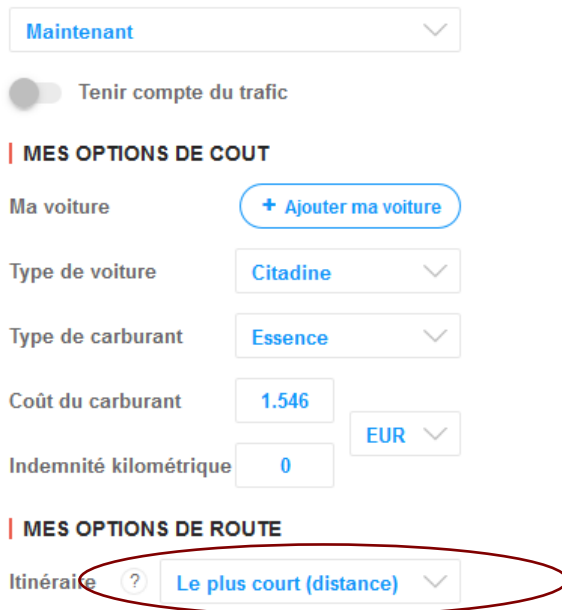 Maintenant
Tenir compte du trafic
MES OPTIONS DE COUT
Ma voiture + Ajouter ma voiture
Type de voiture Citadine
Type de carburant Essence
Coût du carburant 1.546
EUR
Indemnité kilométrique 0
MES OPTIONS DE ROUTE
Itinéraire ? Le plus court (distance)